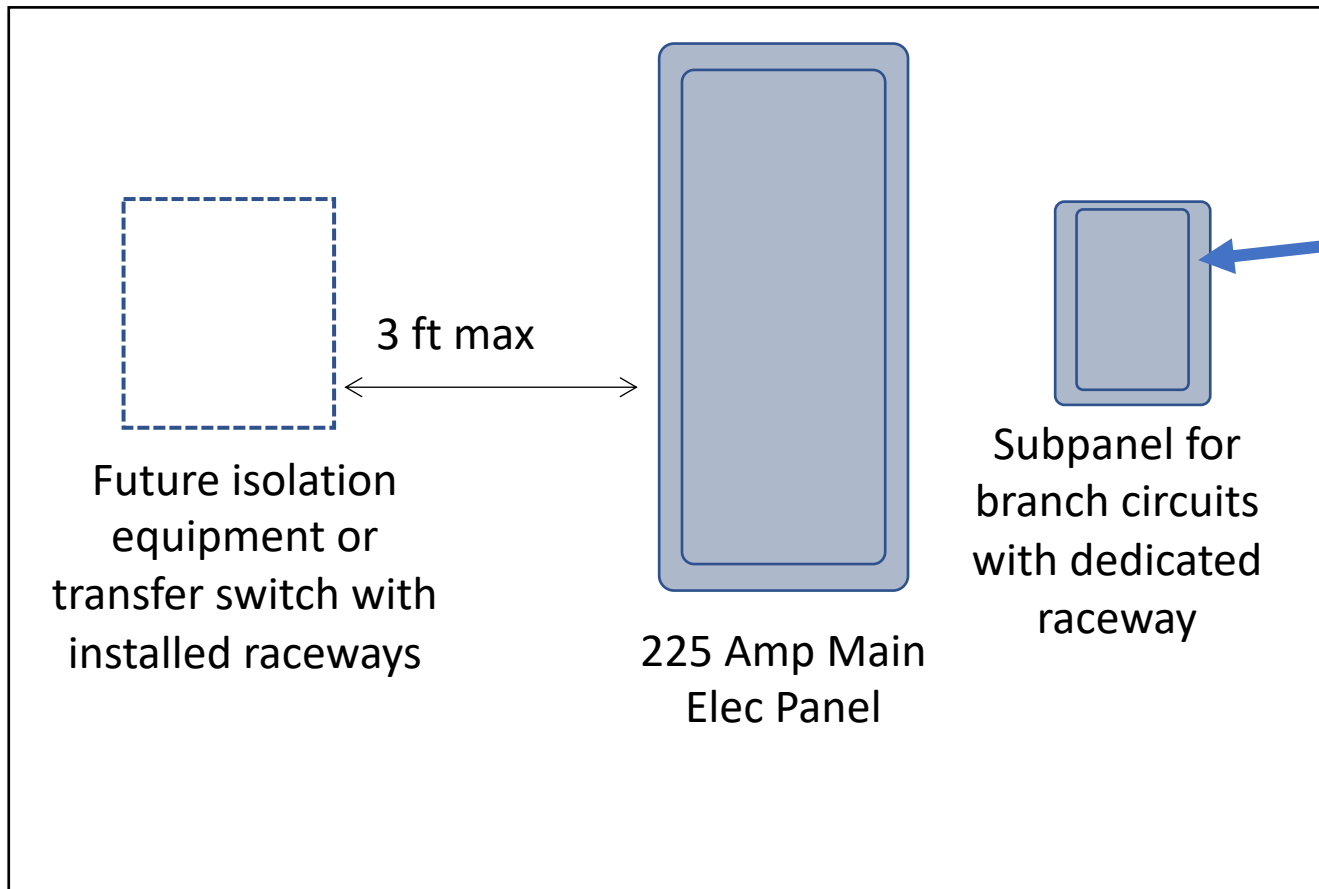 3 ft max
Future isolation
equipment or
transfer switch with
installed raceways
225 Amp Main
Elec Panel
Subpanel for
branch circuits
with dedicated
raceway